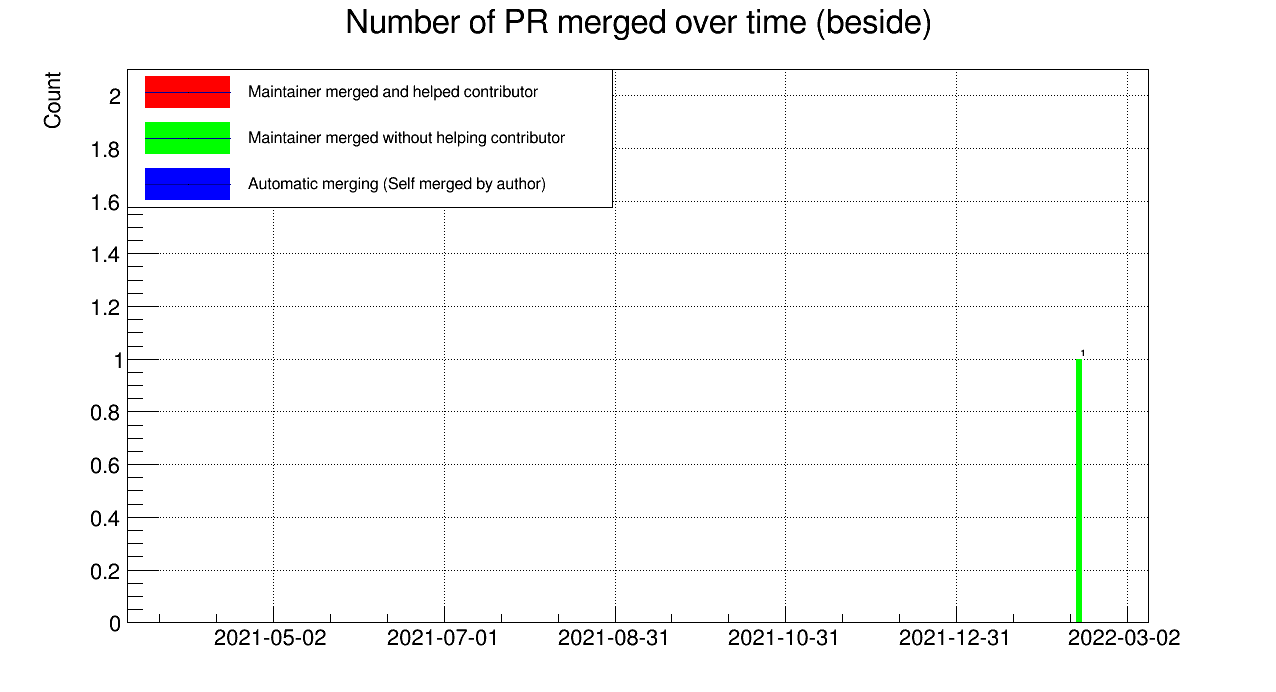 Number of PR merged over time (beside)
Count
Maintainer merged and helped contributor
Maintainer merged without helping contributor
Automatic merging (Self merged by author)
2
1.8
1.6
1.4
1.2
1
0.8
0.6
0.4
0.2
0
1
2021-05-02 2021-07-01 2021-08-31 2021-10-31 2021-12-31 2022-03-02